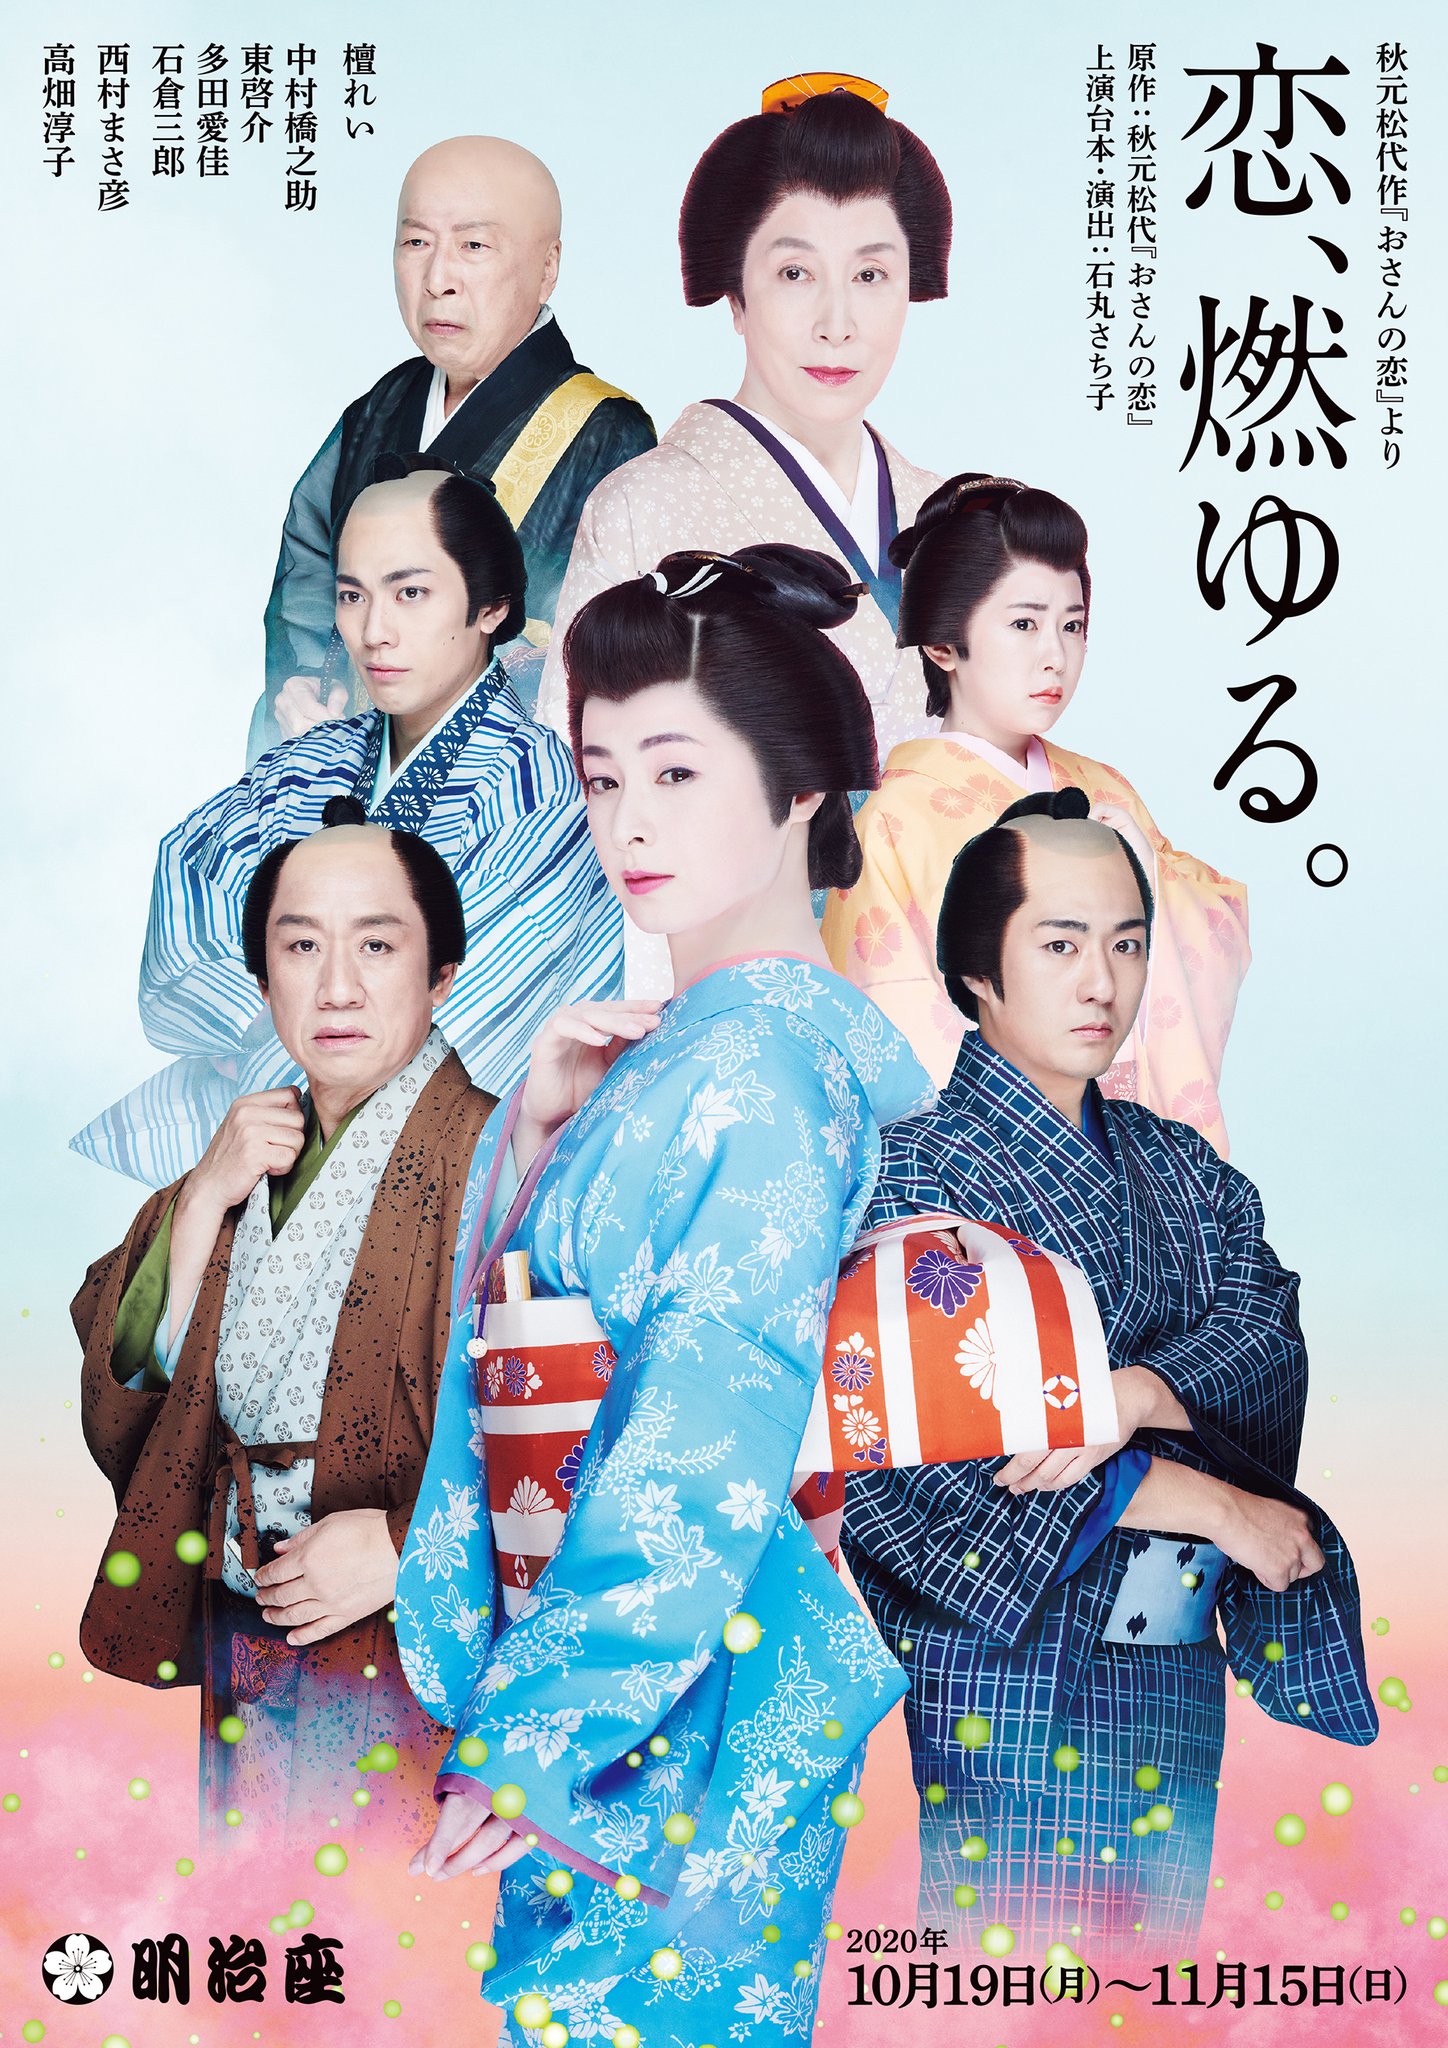 秋元松代作『おさんの恋』より
恋、燃ゆる。
原作：秋元松代『おさんの恋』
上演台本・演出：石丸さち子
檀れい
中村橋之助
東啓介
多田愛佳
石倉三郎
西村まさ彦
高畑淳子
明治座
2020年
10月19日(月)～11月15日(日)